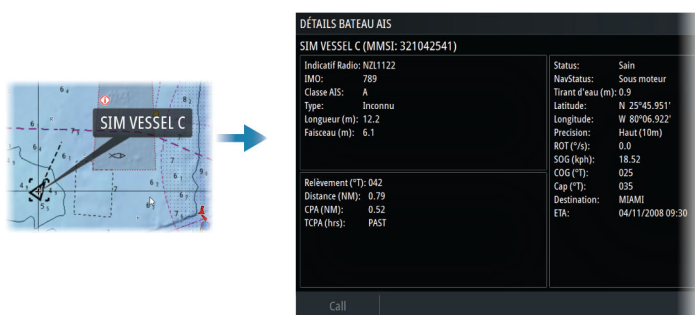 SIM VESSEL C
DÉTAILS BATEAU AIS
SIM VESSEL C (MMSI: 321042541)
Indicatif Radio: NZL1122
IMO: 789
Classe AIS: A
Type: Inconnu
Longueur (m): 12.2
Faisceau (m): 6.1
Relèvement (°T): 042
Distance (NM): 0.79
CPA (NM): 0.52
TCPA (hrs): PAST
Status: Sain
NavStatus: Sous moteur
Tirant d'eau (m): 0.9
Latitude: N 25°45.951'
Longitude: W 80°06.922'
Precision: Haut (10m)
ROT (°/s): 0.0
SOG (kph): 18.52
COG (°T): 025
Cap (°T): 035
Destination: MIAMI
ETA: 04/11/2008 09:30
Call